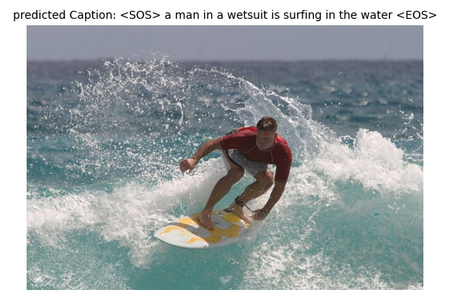 predicted Caption: <SOS> a man in a wetsuit is surfing in the water <EOS>